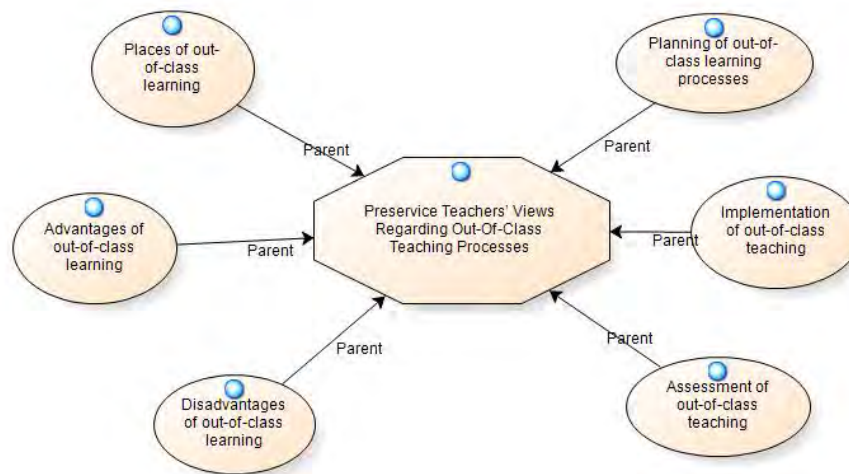 Places of out-
of-class
learning
Planning of out-of-
class learning
processes
Parent
Parent
Advantages of
out-of-class
learning
Parent
Preservice Teachers' Views
Regarding Out-Of-Class
Teaching Processes
Parent
Implementation
of out-of-class
teaching
Parent
Parent
Disadvantages
of out-of-class
learning
Assessment of
out-of-class
teaching